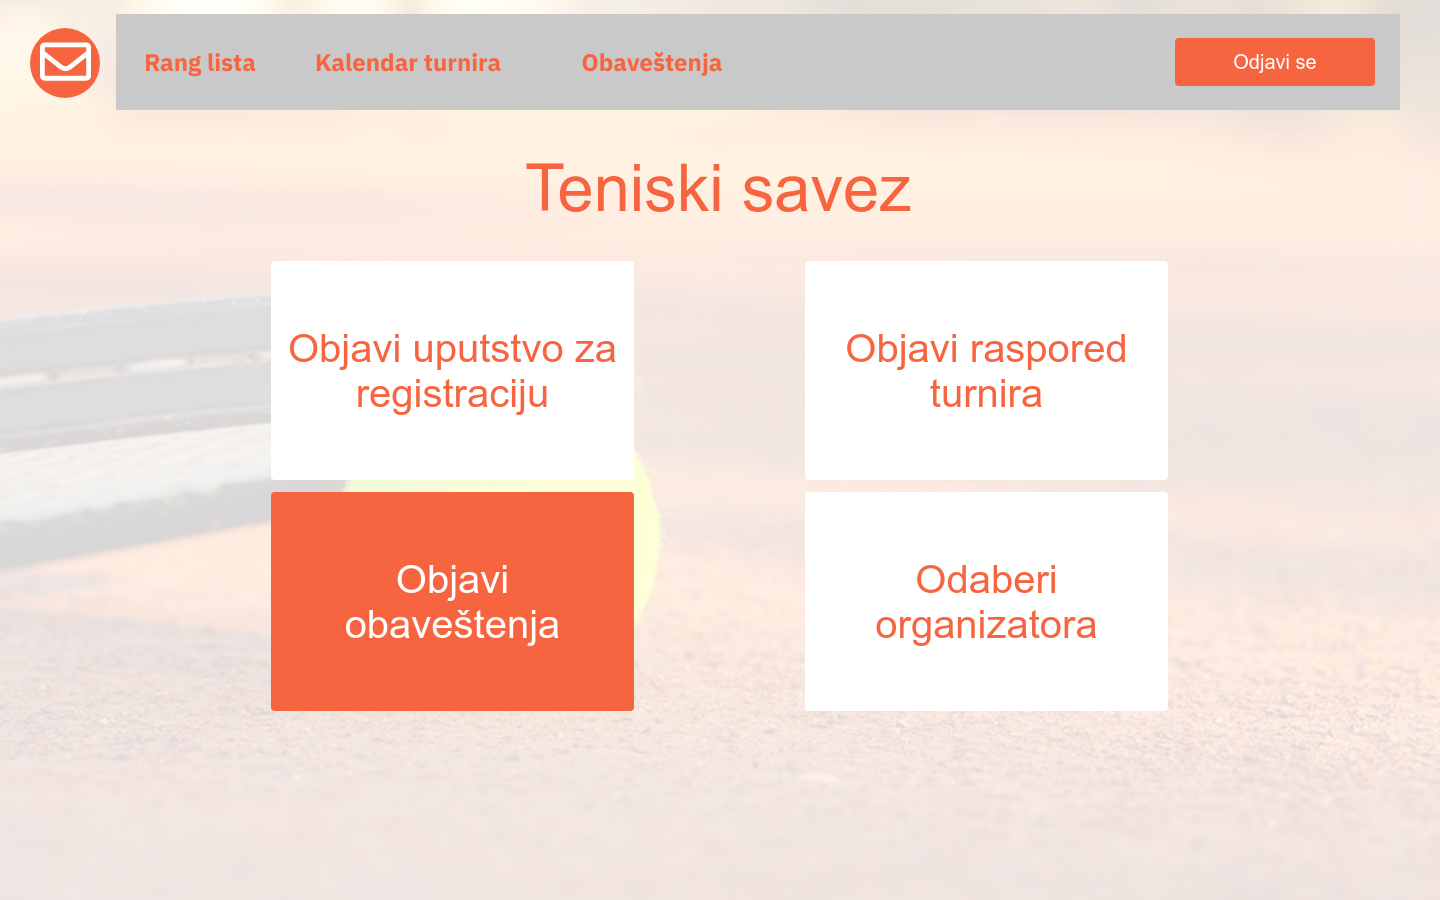 Rang lista
Kalendar turnira
Obaveštenja
Odjavi se
Teniski savez
Objavi uputstvo za
registraciju
Objavi raspored
turnira
Objavi
obaveštenja
Odaberi
organizatora